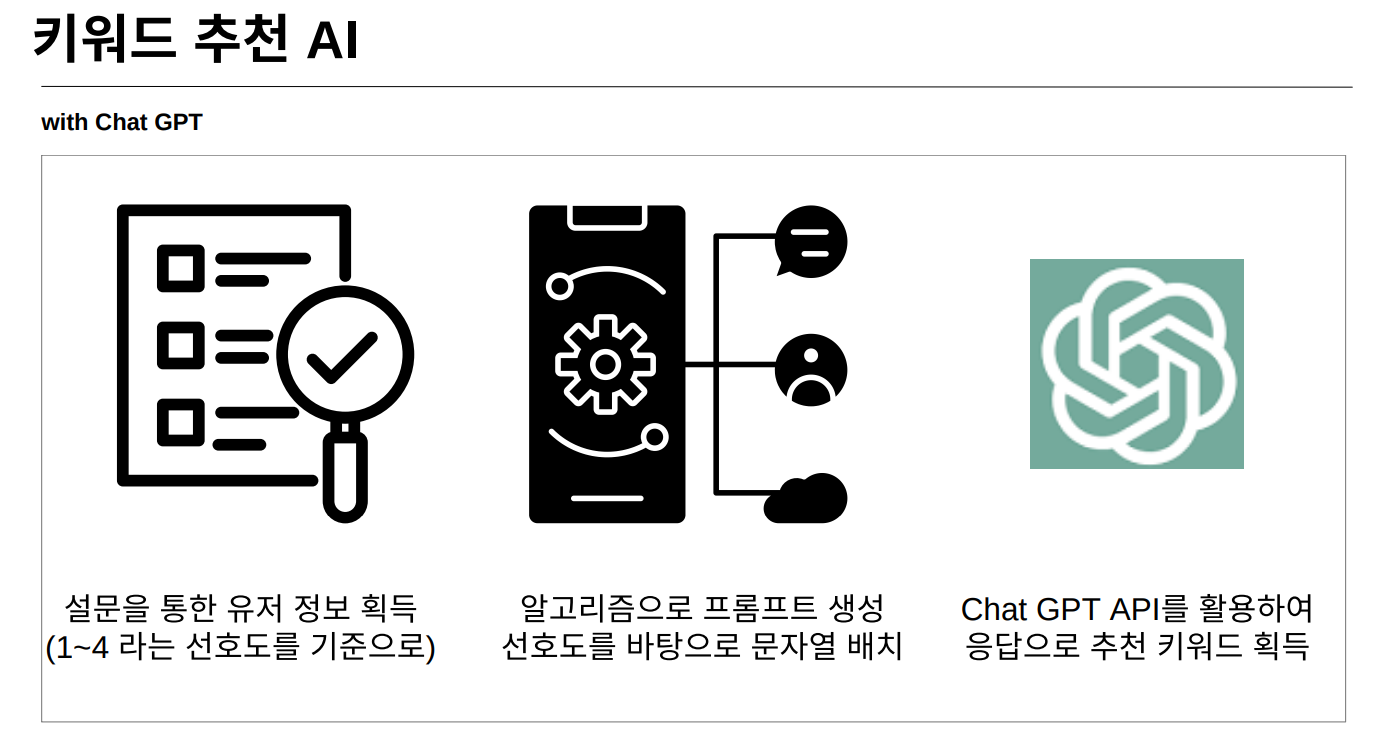 키워드 추천 AI
with Chat GPT
설문을 통한 유저 정보 획득
(1~4 라는 선호도를 기준으로)
알고리즘으로 프롬프트 생성
선호도를 바탕으로 문자열 배치
Chat GPT API를 활용하여
응답으로 추천 키워드 획득